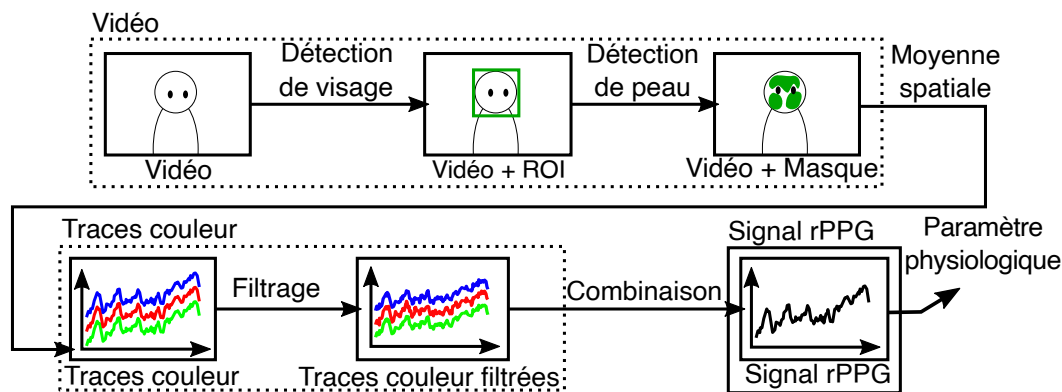 Vidéo
Détection
de visage
Détection
de peau
Moyenne
spatiale
Vidéo
Vidéo + ROI
Vidéo + Masque
Traces couleur
Filtrage
Combinaison
Signal rPPG
Paramètre
physiologique
Traces couleur
Traces couleur filtrées
Signal rPPG